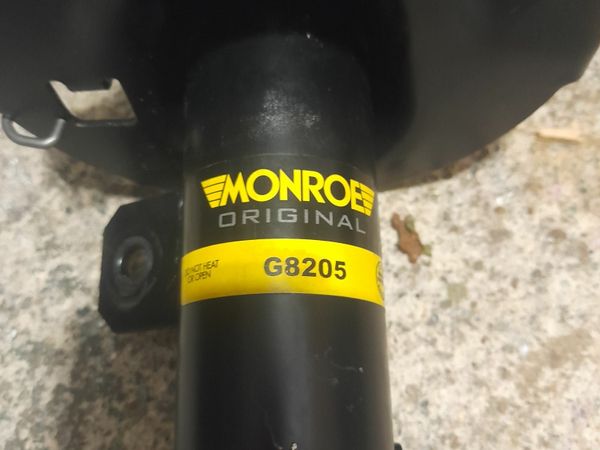 MONROE
ORIGINAL
DO NOT HEAT
OR OPEN
G8205